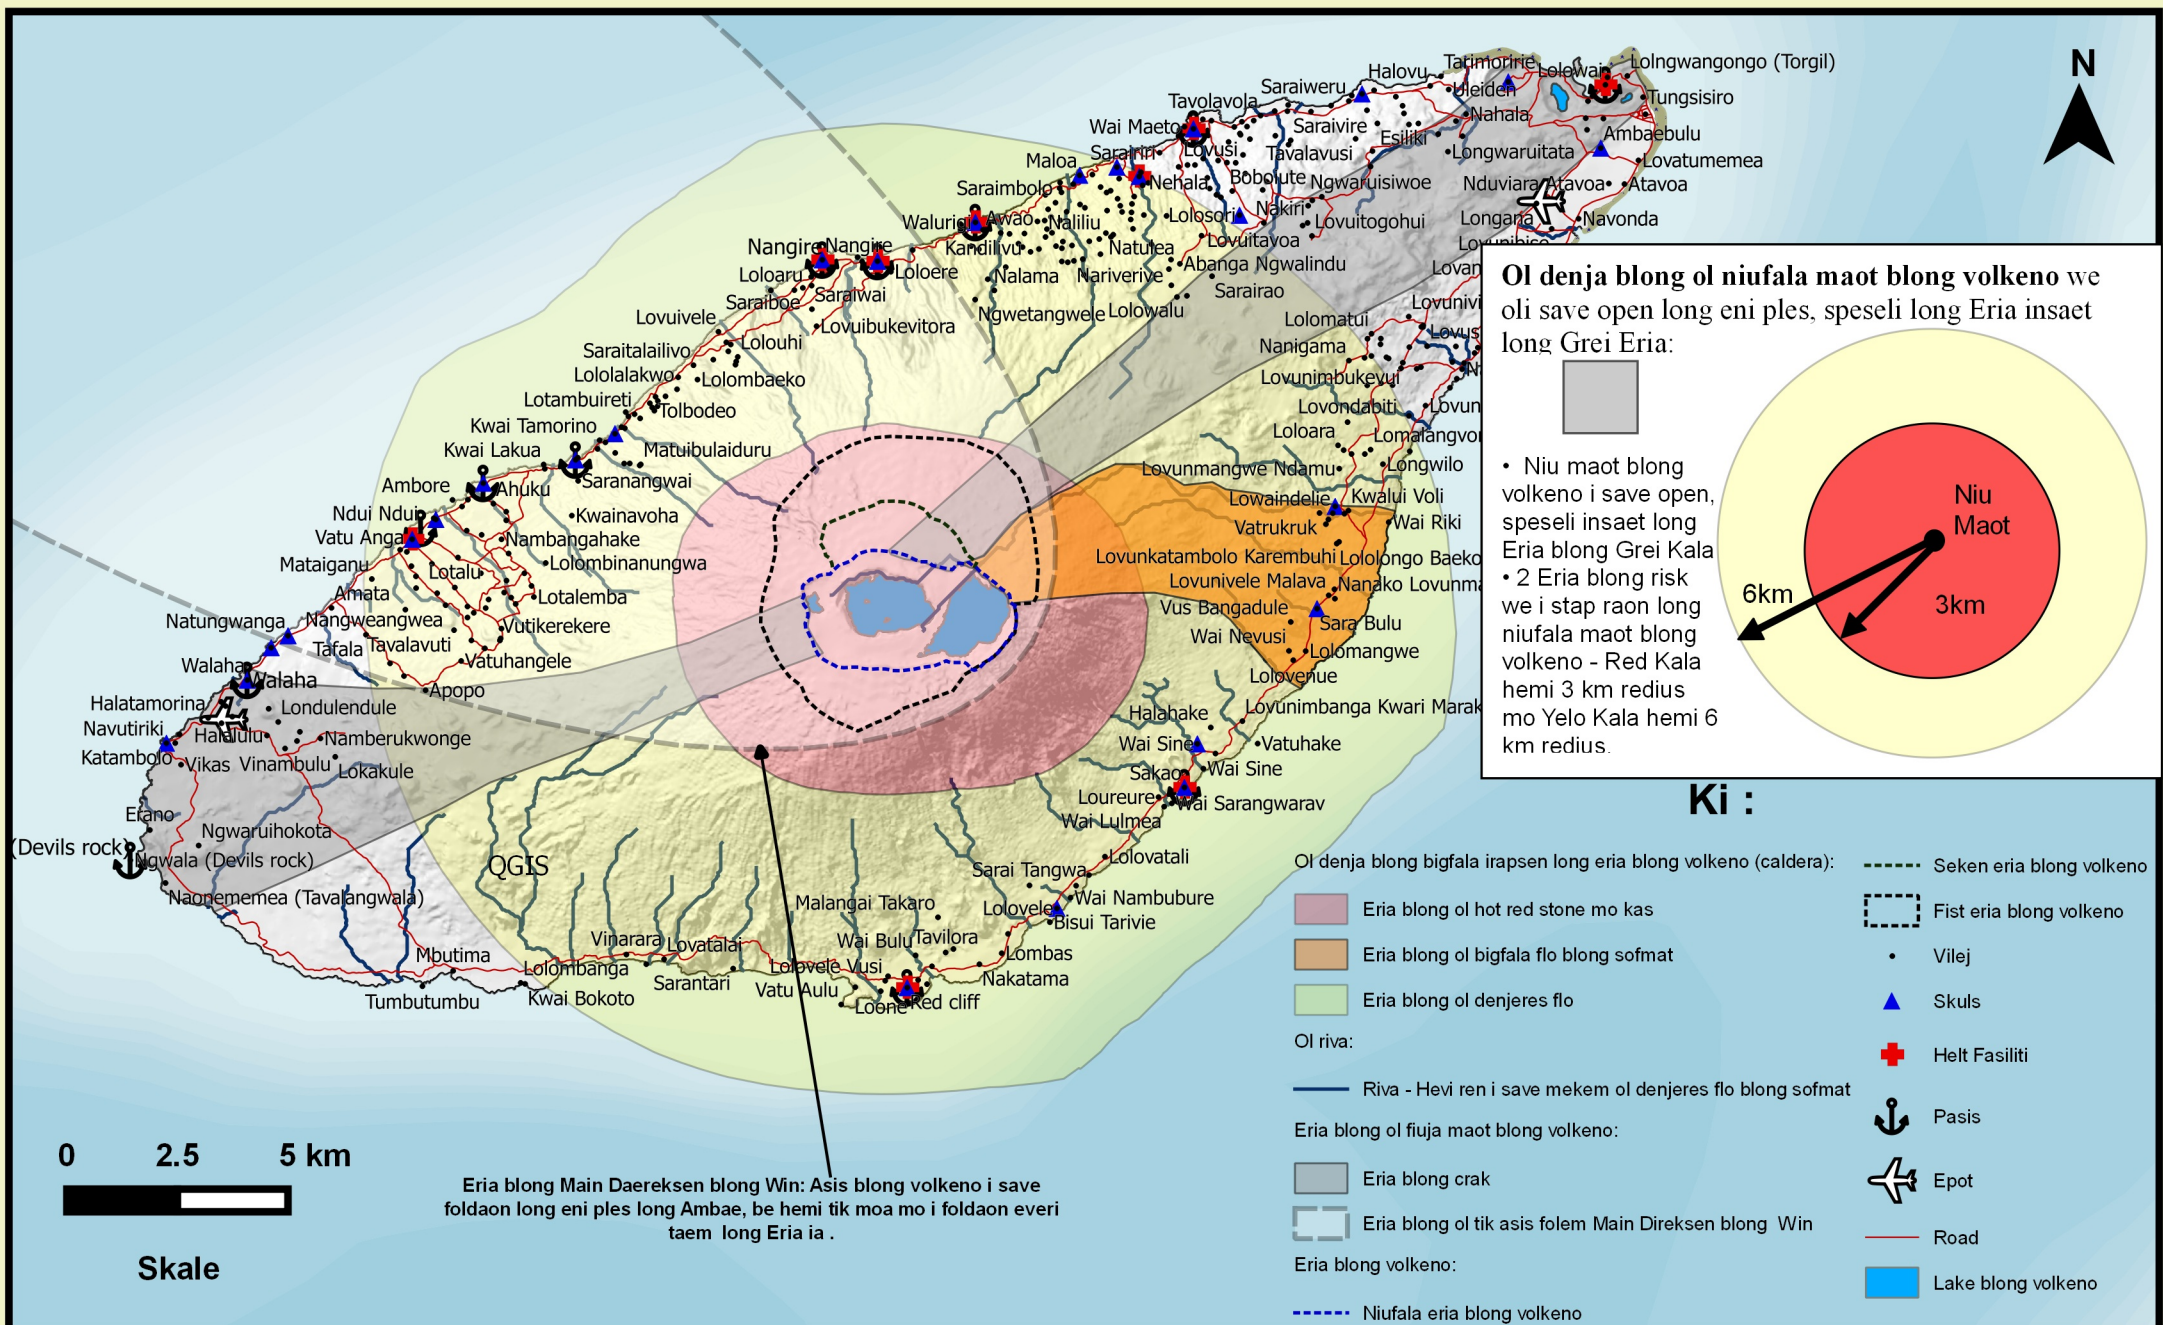 N
Lolngwangongo (Torgil)
Tatimoririe
Lolowai
Halovu
Saraiweru
Uleiden
Tungsisiro
Tavolavola
Nahala
Wai Maeto
Saraivire
Esiliki
Ambaebulu
Lovusi
Tavalavusi
Longwaruitata
Lovatumemea
Maloa
Sarairiri
Nehala
Bobolute
Ngwaruisiwoe
Nduviara
Atavoa
Atavoa
Saraimbolo
Lolosori
Nakiri
Lovuitogohui
Longana
Navonda
Walurigi
Awao
Naliliu
Kandilivu
Natulea
Lovuitavoa
Nangire
Nangire
Loloaru
Loloere
Nalama
Nariverive
Abanga Ngwalindu
Saraiboe
Saraiwai
Sarairao
Lovuivele
Lovuibukevitora
Ngwetangwele
Lolowalu
Lolomatui
Lolouhi
Nanigama
Saraitalailivo
Lololalakwo
Lolombaeko
Lovunimbukevui
Lotambuireti
Tolbodeo
Lovondabiti
Kwai Tamorino
Loloara
Kwai Lakua
Matuibulaiduru
Lovunmangwe Ndamu
Longwilo
Saranangwai
Ambore
Ahuku
Lowaindelie
Kwalui Voli
Ndui Ndui
Kwainavoha
Vatrukruk
Wai Riki
Vatu Anga
Nambangahake
Lovunkatambolo Karembuhi
Lololongo Baeko
Mataiganu
Lotalu
Lolombinanungwa
Lovunivele Malava
Amata
Lotalemba
Vus Bangadule
Natungwanga
Nangweangwea
Vutikerekere
Sara Bulu
Tafala
Tavalavuti
Wai Nevusi
Lolomangwe
Walaha
Walaha
Vatuhangele
Lolovenue
Apopo
Halatamorina
Londulendule
Halahake
Navutiriki
Halalulu
Namberukwonge
Wai Sine
Vatuhake
Katambolo
Vikas
Vinambulu
Lokakule
Sakao
Wai Sine
Loureure
Wai Sarangwarav
Erano
Ngwaruihokota
Wai Lulmea
(Devils rock)
Ngwala (Devils rock)
QGIS
Sarai Tangwa
Lolovatali
Naonememea (Tavalangwala)
Malangai Takaro
Lolovele
Wai Nambubure
Bisui Tarivie
Mbutima
Vinarara
Lovatalai
Wai Bulu
Tavilora
Lombas
Lolombanga
Lolovele Vusi
Nakatama
Tumbutumbu
Kwai Bokoto
Sarantari
Vatu Aulu
Loone
Red cliff
Ol denja blong ol niufala maot blong volkeno we
oli save open long eni ples, speseli long Eria insaet
long Grei Eria:
• Niu maot blong
volkeno i save open,
speseli insaet long
Eria blong Grei Kala
• 2 Eria blong risk
we i stap raon long
niufala maot blong
volkeno - Red Kala
hemi 3 km redius
mo Yelo Kala hemi 6
km redius.
Niu
Maot
6km
3km
Ki :
Ol denja blong bigfala irapsen long eria blong volkeno (caldera):
Eria blong ol hot red stone mo kas
Eria blong ol bigfala flo blong sofmat
Eria blong ol denjeres flo
Ol riva:
Riva - Hevi ren i save mekem ol denjeres flo blong sofmat
Eria blong ol fiuja maot blong volkeno:
Eria blong crak
Eria blong ol tik asis folem Main Direksen blong Win
Eria blong volkeno:
Niufala eria blong volkeno
Seken eria blong volkeno
Fist eria blong volkeno
Vilej
Skuls
Helt Fasiliti
Pasis
Epot
Road
Lake blong volkeno
0 2.5 5 km
Skale
Eria blong Main Daereksen blong Win: Asis blong volkeno i save
foldaon long eni ples long Ambae, be hemi tik moa mo i foldaon everi
taem long Eria ia .